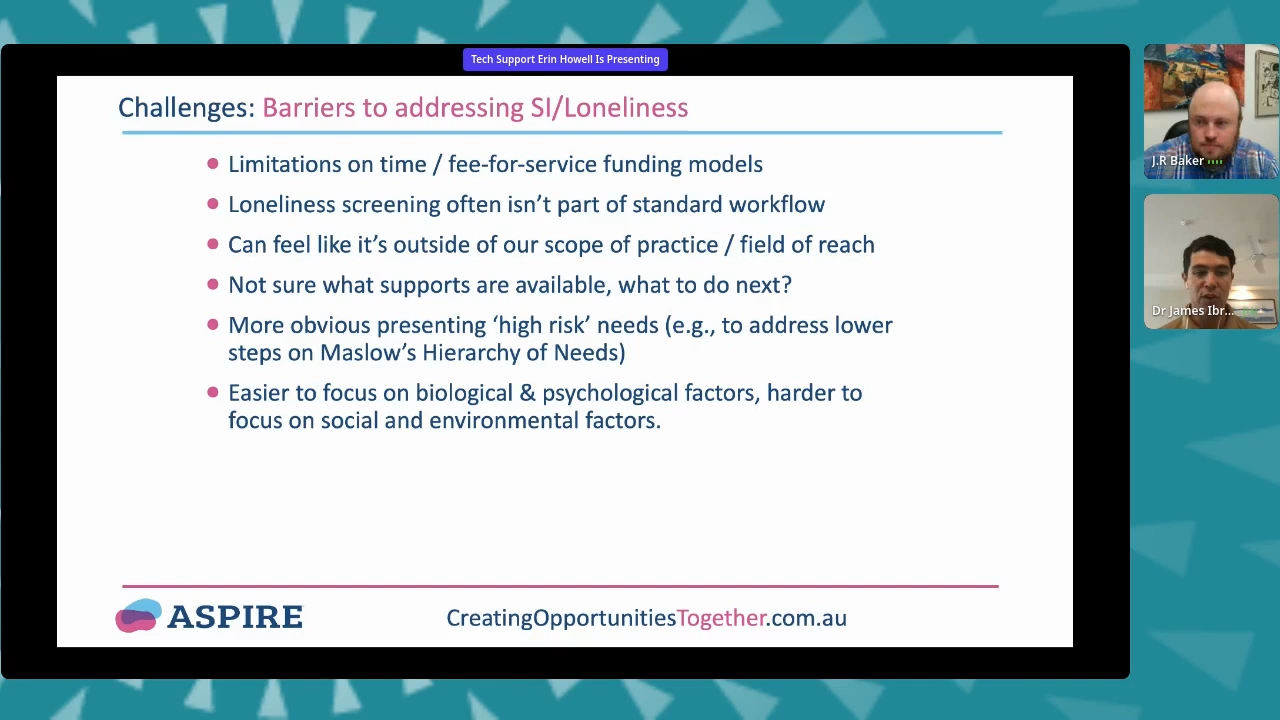 Tech Support Erin Howell Is Presenting
Challenges: Barriers to addressing SI/Loneliness
Limitations on time / fee-for-service funding models
Loneliness screening often isn’t part of standard workflow
Can feel like it’s outside of our scope of practice / field of reach
Not sure what supports are available, what to do next?
More obvious presenting ‘high risk’ needs (e.g., to address lower
steps on Maslow’s Hierarchy of Needs)
Easier to focus on biological & psychological factors, harder to
focus on social and environmental factors.
ASPIRE
CreatingOpportunitiesTogether.com.au
J.R Baker
Dr James Ibr...